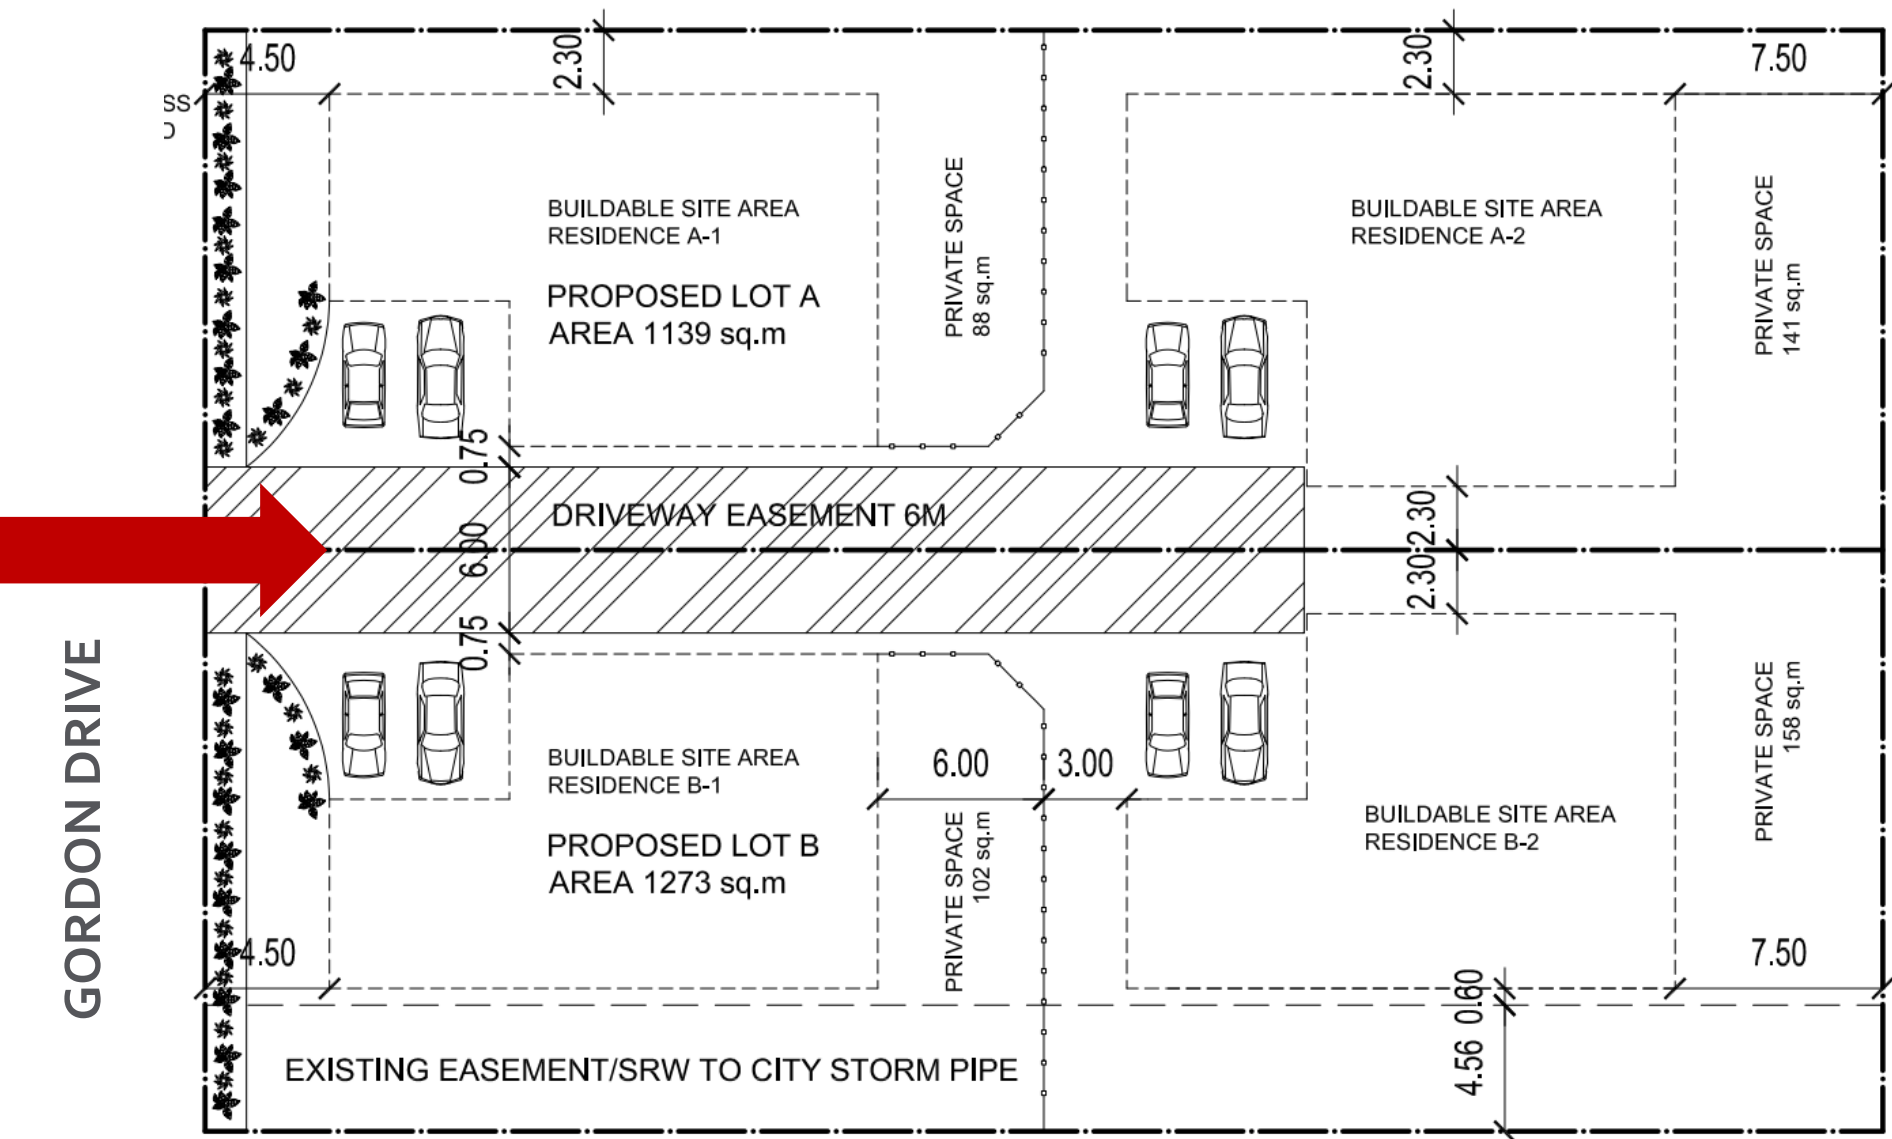 4.50
2.30
2.30
7.50
SS
BUILDABLE SITE AREA
RESIDENCE A-1
PROPOSED LOT A
AREA 1139 sq.m
PRIVATE SPACE
88 sq.m
BUILDABLE SITE AREA
RESIDENCE A-2
PRIVATE SPACE
141 sq.m
0.75
DRIVEWAY EASEMENT 6M
6.00
2.30
2.30
0.75
GORDON DRIVE
BUILDABLE SITE AREA
RESIDENCE B-1
PROPOSED LOT B
AREA 1273 sq.m
6.00
3.00
PRIVATE SPACE
102 sq.m
BUILDABLE SITE AREA
RESIDENCE B-2
PRIVATE SPACE
158 sq.m
4.50
7.50
0.60
4.56
EXISTING EASEMENT/SRW TO CITY STORM PIPE